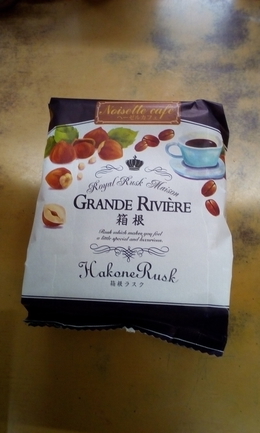 Noisette café
Royal Rusk Maison
GRANDE RIVIÈRE
箱根
Rusk which makes you feel
a little special and luxurious.
Hakone Rusk
箱根ラスク